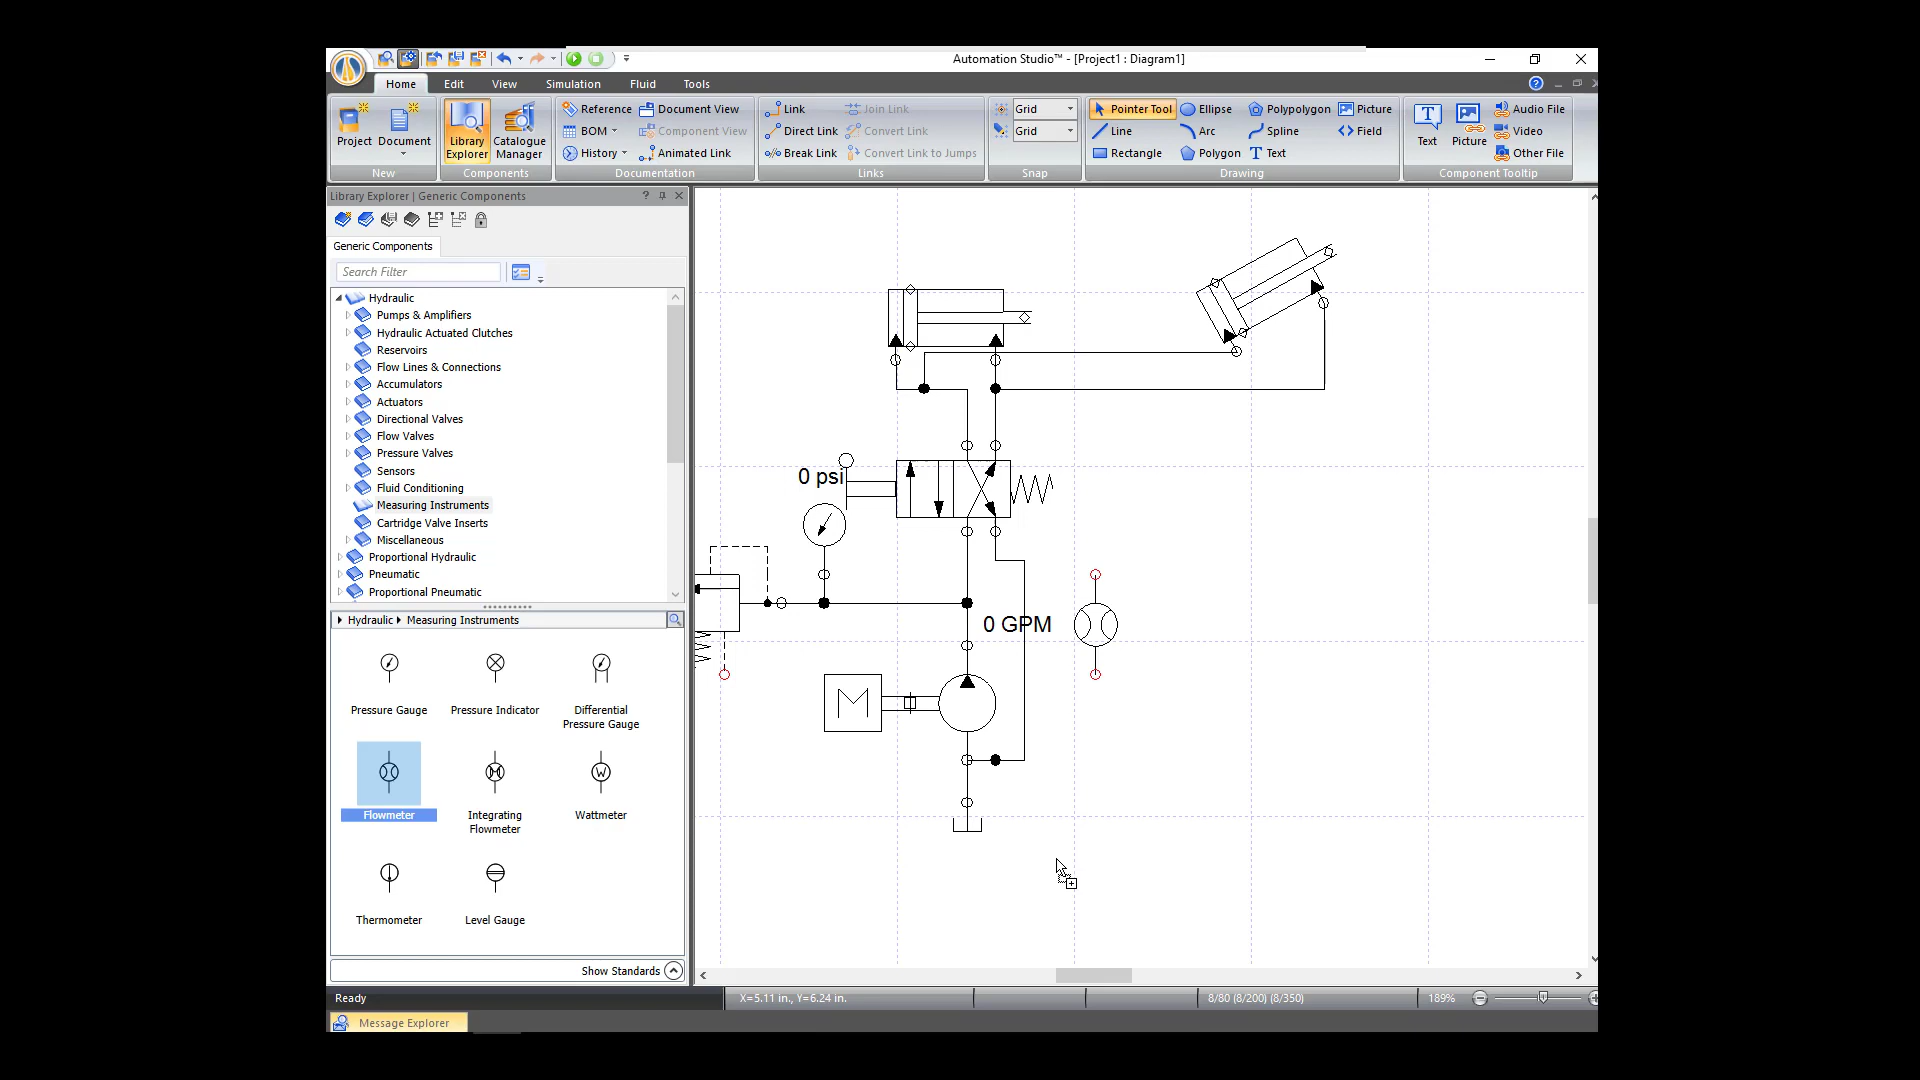 Automation Studio™ - [Project1 : Diagram1]
Home Edit View Simulation Fluid Tools
Project Document
New
Library Explorer Catalogue Manager
Components
Reference Document View
BOM Component View
History Animated Link
Documentation
Link Join Link
Direct Link Convert Link
Break Link Convert Link to Jumps
Links
Grid
Grid
Snap
Pointer Tool Ellipse Polypolygon Picture
Line Arc Spline Field
Rectangle Polygon Text
Drawing
Text Picture
Audio File
Video
Other File
Component Tooltip
Library Explorer | Generic Components
Generic Components
Search Filter
Hydraulic
Pumps & Amplifiers
Hydraulic Actuated Clutches
Reservoirs
Flow Lines & Connections
Accumulators
Actuators
Directional Valves
Flow Valves
Pressure Valves
Sensors
Fluid Conditioning
Measuring Instruments
Cartridge Valve Inserts
Miscellaneous
Proportional Hydraulic
Pneumatic
Proportional Pneumatic
Hydraulic Measuring Instruments
Pressure Gauge
Pressure Indicator
Differential Pressure Gauge
Flowmeter
Integrating Flowmeter
Wattmeter
Thermometer
Level Gauge
Show Standards
0 psi
0 GPM
M
Ready
X=5.11 in., Y=6.24 in.
8/80 (8/200) (8/350)
189%
Message Explorer